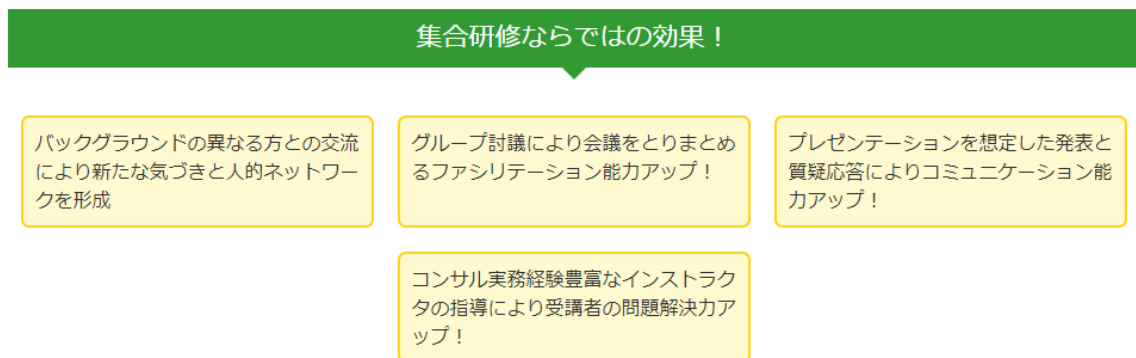 集合研修ならではの効果！
バックグラウンドの異なる方との交流
により新たな気づきと人的ネットワー
クを形成
グループ討議により会議をとりまとめ
るファシリテーション能力アップ！
プレゼンテーションを想定した発表と
質疑応答によりコミュニケーション能
力アップ！
コンサル実務経験豊富なインストラク
タの指導により受講者の問題解決力ア
ップ！